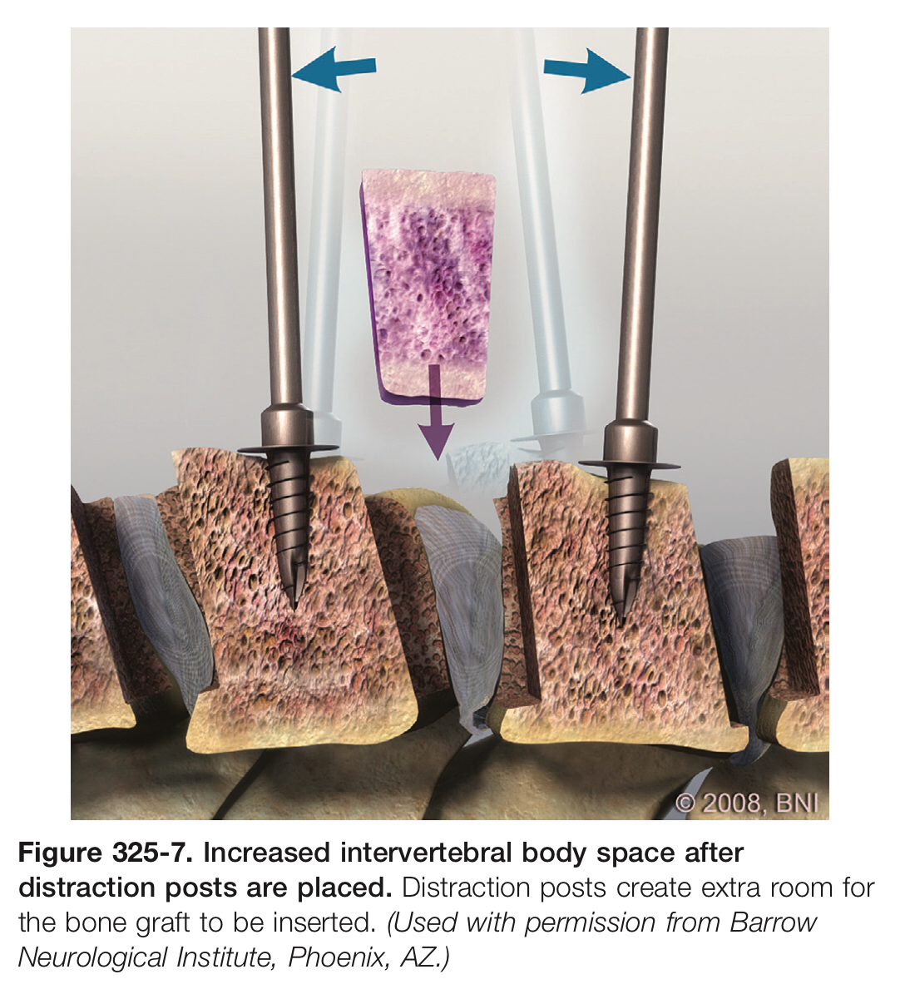 © 2008, BNI
Figure 325-7. Increased intervertebral body space after
distraction posts are placed. Distraction posts create extra room for
the bone graft to be inserted. (Used with permission from Barrow
Neurological Institute, Phoenix, AZ.)